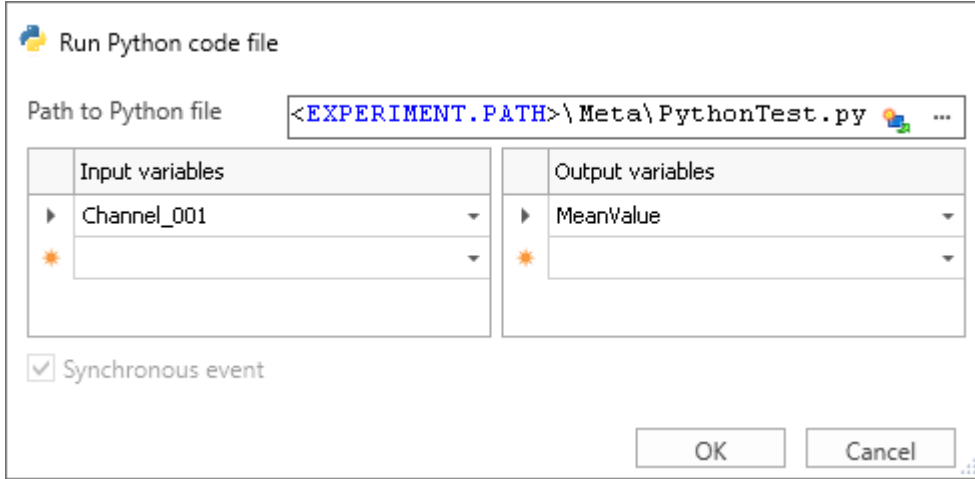 Run Python code file
Path to Python file <EXPERIMENT.PATH>\Meta\PythonTest.py ...
Input variables Output variables
Channel_001 MeanValue
Synchronous event
OK Cancel